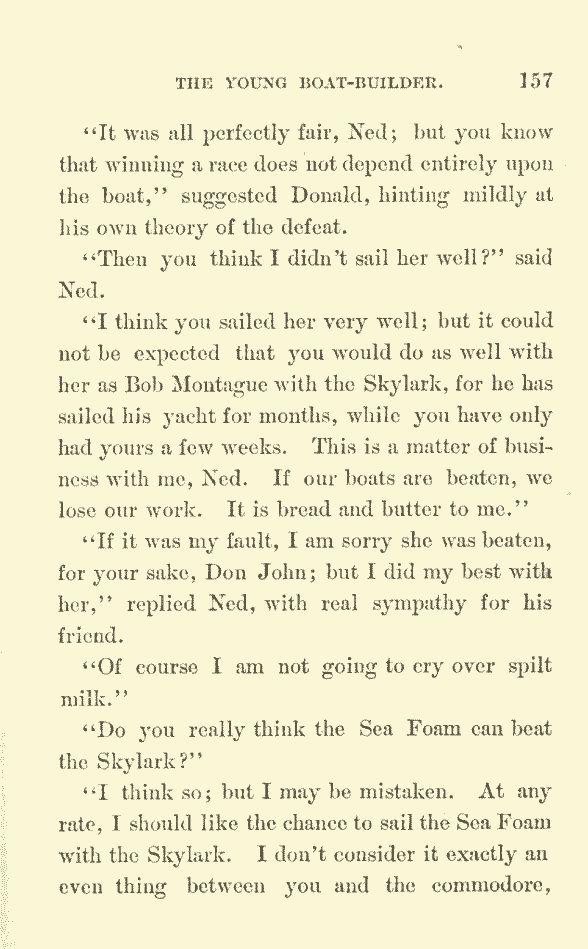 THE YOUNG BOAT-BUILDER. 157
"It was all perfectly fair, Ned; but you know
that winning a race does not depend entirely upon
the boat," suggested Donald, hinting mildly at
his own theory of the defeat.
"Then you think I didn't sail her well?" said
Ned.
"I think you sailed her very well; but it could
not be expected that you would do as well with
her as Bob Montague with the Skylark, for he has
sailed his yacht for months, while you have only
had yours a few weeks. This is a matter of busi-
ness with me, Ned. If our boats are beaten, we
lose our work. It is bread and butter to me."
"If it was my fault, I am sorry she was beaten,
for your sake, Don John; but I did my best with
her," replied Ned, with real sympathy for his
friend.
"Of course I am not going to cry over spilt
milk."
"Do you really think the Sea Foam can beat
the Skylark?"
"I think so; but I may be mistaken. At any
rate, I should like the chance to sail the Sea Foam
with the Skylark. I don't consider it exactly an
even thing between you and the commodore,